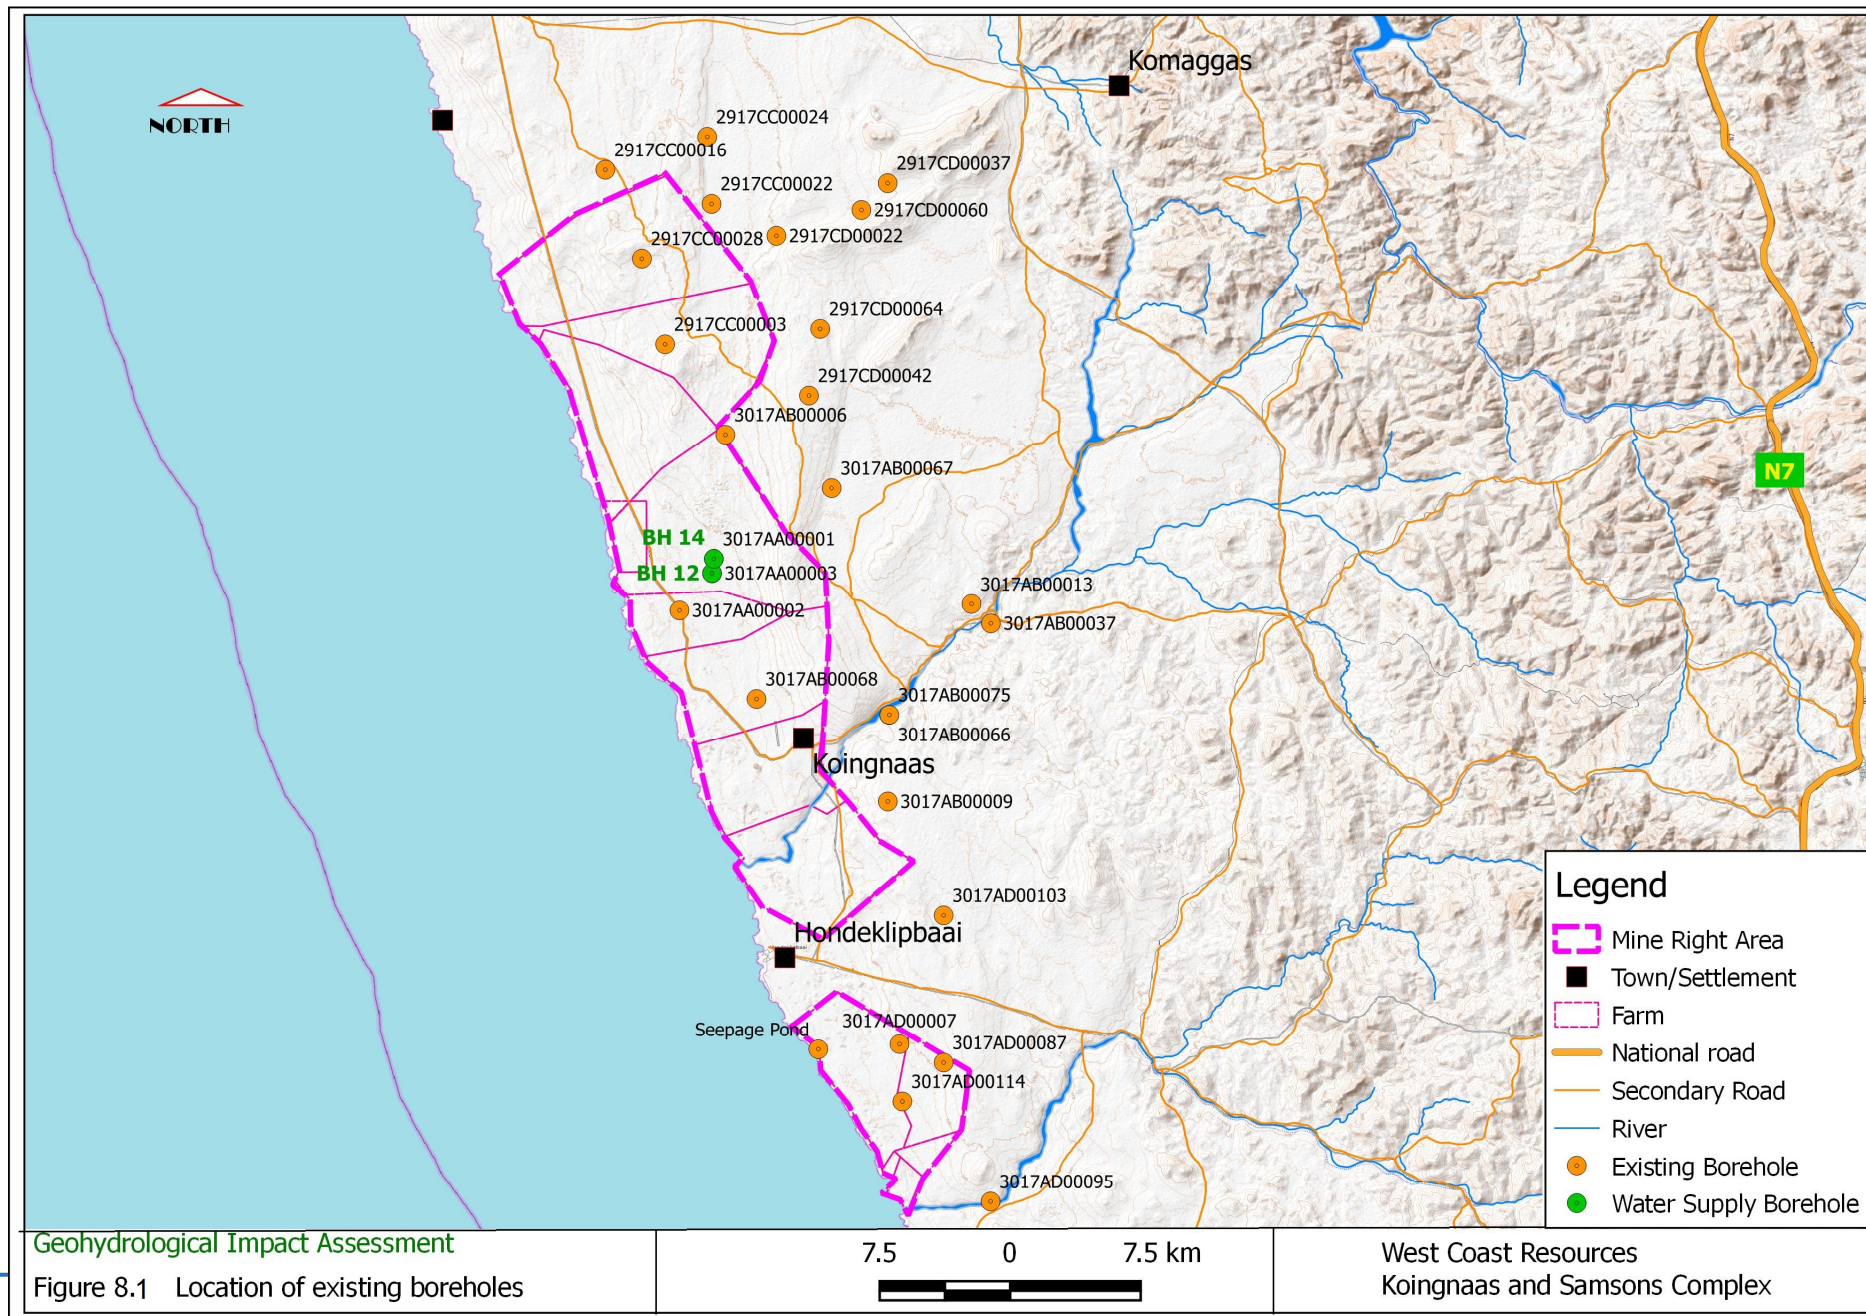 Komaggas
NORTH
2917CC00024
2917CC00016
2917CD00037
2917CC00022
2917CD00060
2917CD00022
2917CC00028
2917CD00064
2917CC00003
2917CD00042
3017AB00006
3017AB00067
N7
BH 14
3017AA00001
BH 12
3017AA00003
3017AB00013
3017AA00002
3017AB00037
3017AB00068
3017AB00075
3017AB00066
Koingnaas
3017AB00009
3017AD00103
Hondeklipbaai
Seepage Pond
3017AD00007
3017AD00087
3017AD00114
3017AD00095
Legend
Mine Right Area
Town/Settlement
Farm
National road
Secondary Road
River
Existing Borehole
Water Supply Borehole
Geohydrological Impact Assessment
Figure 8.1 Location of existing boreholes
7.5 0 7.5 km
West Coast Resources
Koingnaas and Samsons Complex